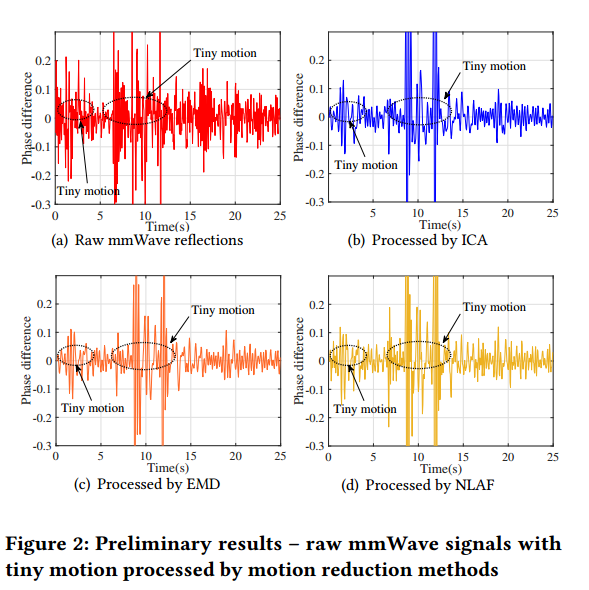 Phase difference
0.2
0.1
0
-0.1
-0.2
-0.3
Tiny motion
Tiny motion
0 5 10 15 20 25
Time(s)
(a) Raw mmWave reflections
Phase difference
0.2
0.1
0
-0.1
-0.2
-0.3
Tiny motion
Tiny motion
5 10 15 20 25
Time(s)
(b) Processed by ICA
Phase difference
0.2
0.1
0
-0.1
-0.2
-0.3
Tiny motion
Tiny motion
0 5 10 15 20 25
Time(s)
(c) Processed by EMD
Phase difference
0.2
0.1
0
-0.1
-0.2
-0.3
Tiny motion
Tiny motion
0 5 10 15 20 25
Time(s)
(d) Processed by NLAF
Figure 2: Preliminary results – raw mmWave signals with
tiny motion processed by motion reduction methods